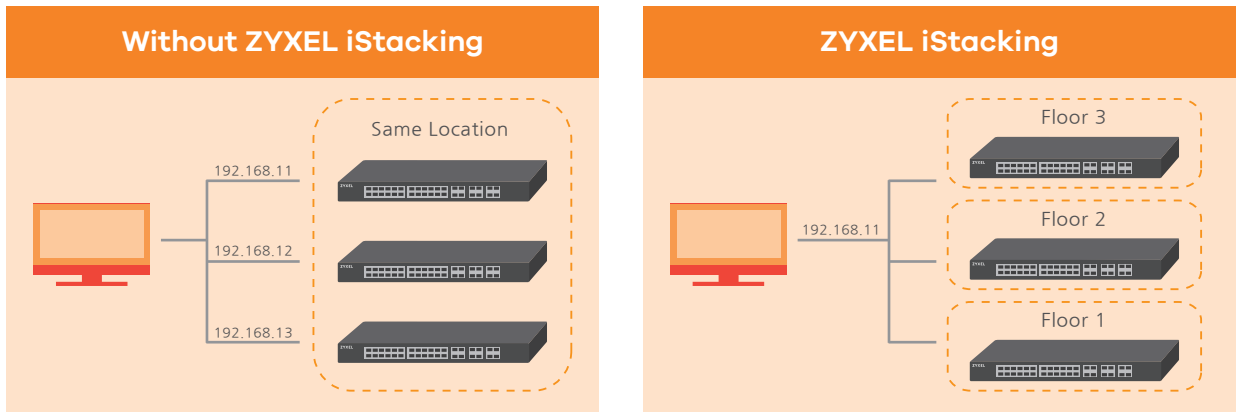 Without ZYXEL iStacking
Same Location
192.168.11
ZYXEL
192.168.12
ZYXEL
192.168.13
ZYXEL
ZYXEL iStacking
Floor 3
ZYXEL
192.168.11
Floor 2
ZYXEL
Floor 1
ZYXEL